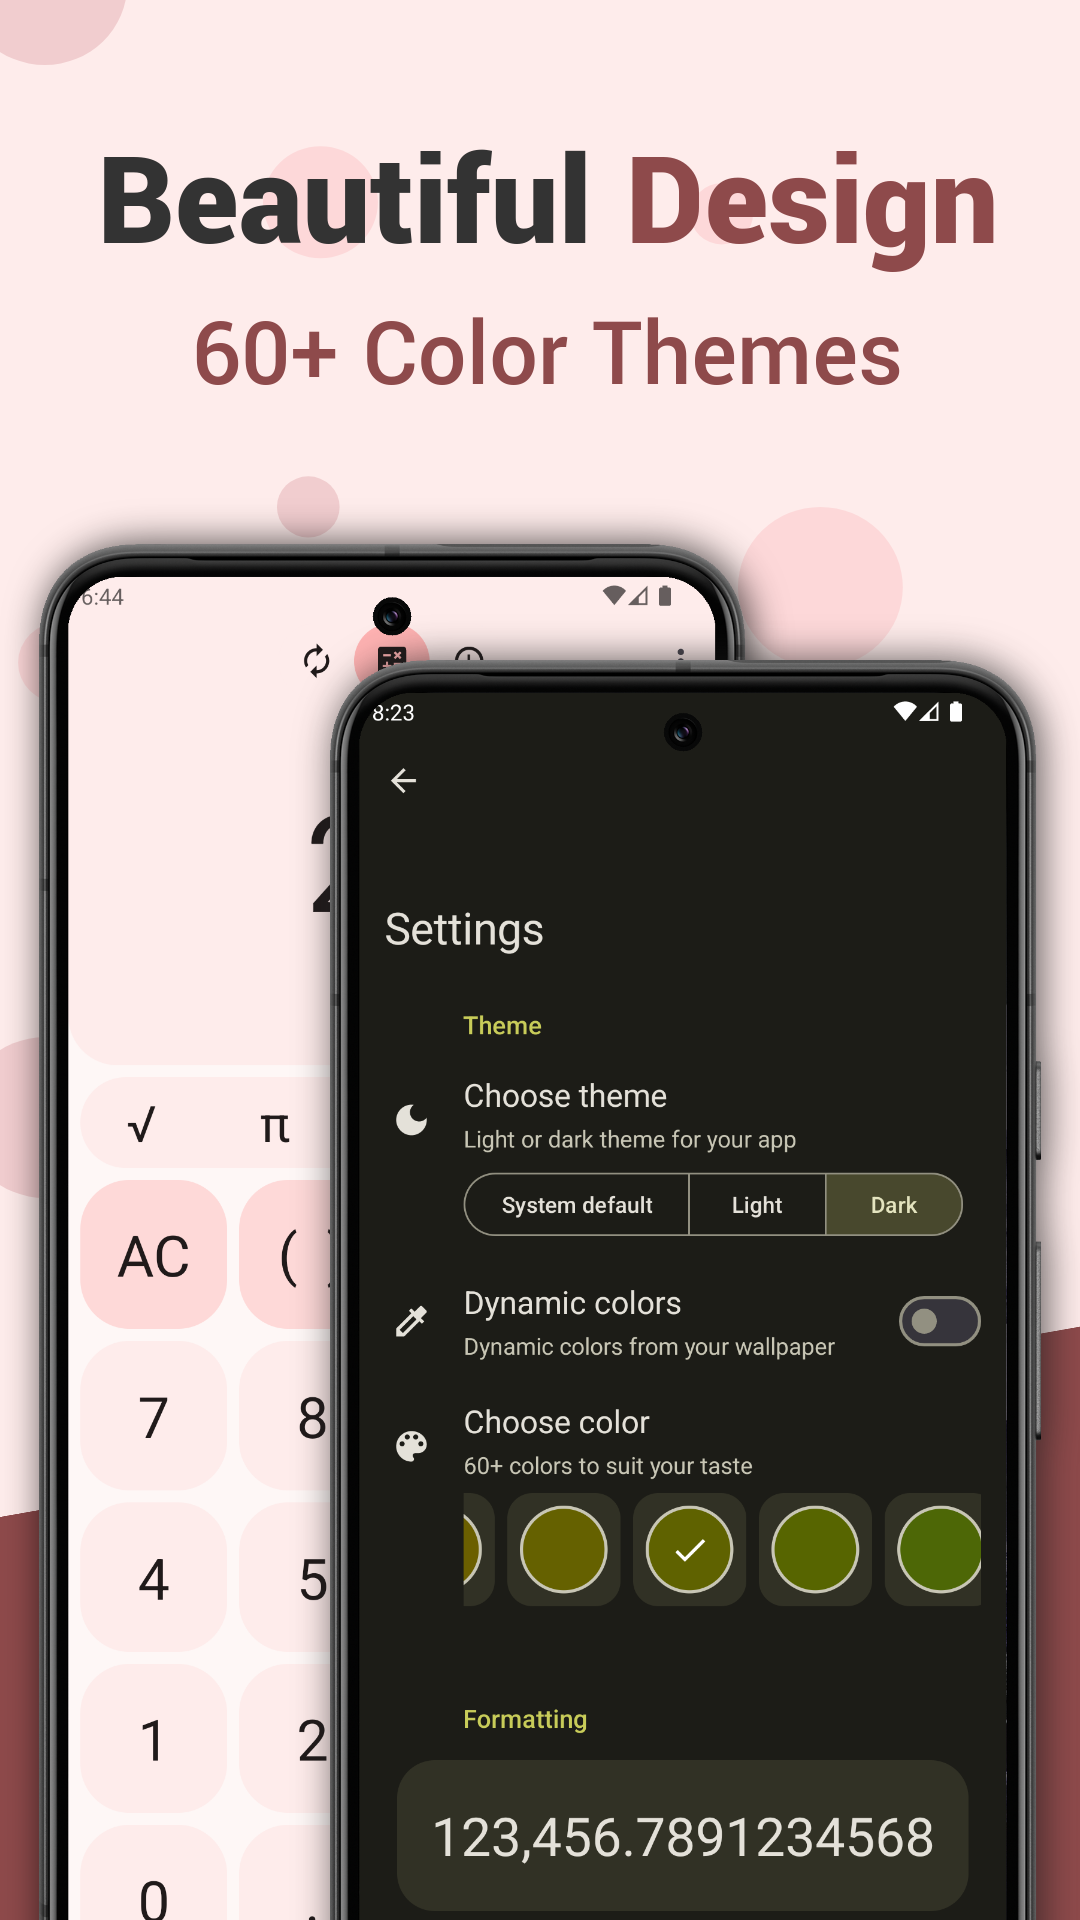 Beautiful Design
60+ Color Themes
6:44
2
√ π
AC ( )
7 8
4 5
1 2
0 .
8:23
Settings
Theme
Choose theme
Light or dark theme for your app
System default Light Dark
Dynamic colors
Dynamic colors from your wallpaper
Choose color
60+ colors to suit your taste
Formatting
123,456.7891234568